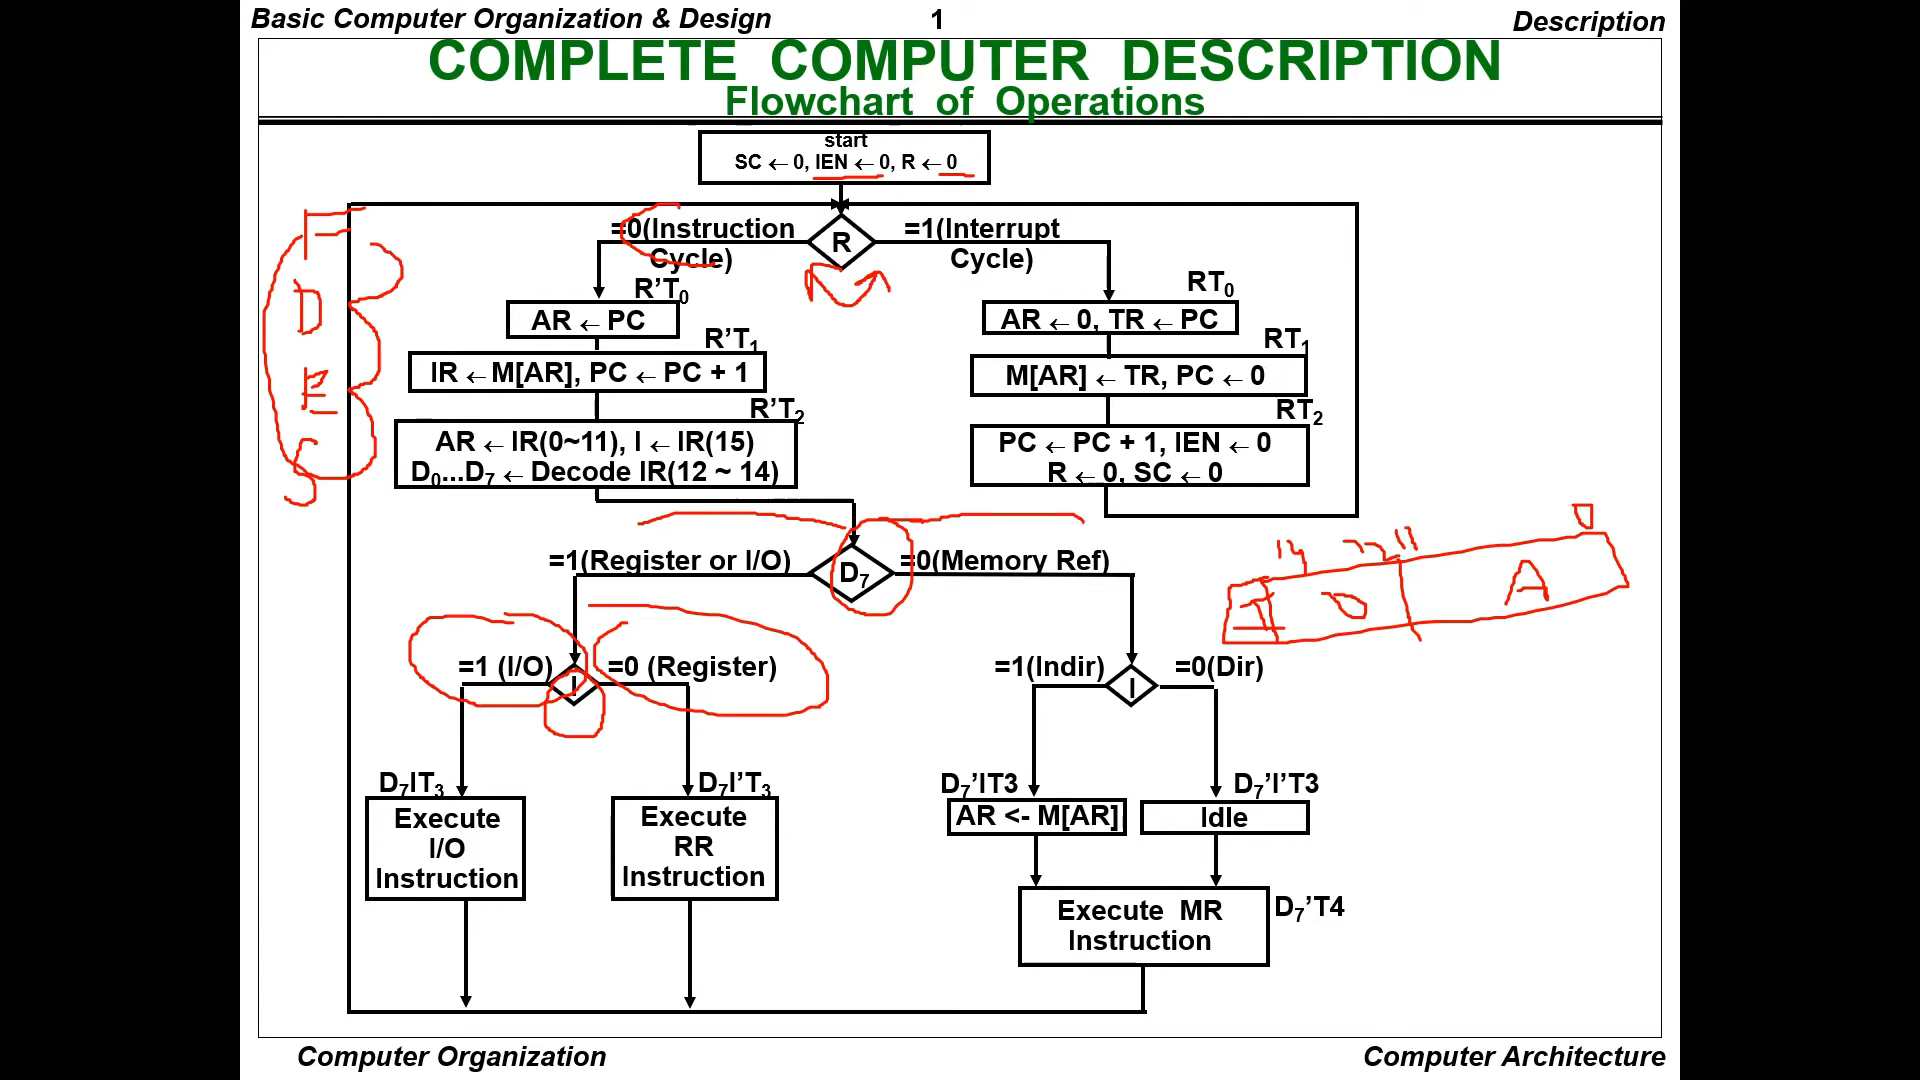 Basic Computer Organization & Design 1 Description
COMPLETE COMPUTER DESCRIPTION
Flowchart of Operations
start
SC ← 0, IEN ← 0, R ← 0
R
=0(Instruction Cycle)
=1(Interrupt Cycle)
R'T0
AR ← PC
R'T1
IR ← M[AR], PC ← PC + 1
R'T2
AR ← IR(0~11), I ← IR(15)
D0...D7 ← Decode IR(12 ~ 14)
RT0
AR ← 0, TR ← PC
RT1
M[AR] ← TR, PC ← 0
RT2
PC ← PC + 1, IEN ← 0
R ← 0, SC ← 0
F
D
E
S
=1(Register or I/O)
D7
=0(Memory Ref)
14 12 11 0
I O A
=1 (I/O)
I
=0 (Register)
=1(Indir)
I
=0(Dir)
D7IT3
Execute
I/O
Instruction
D7I'T3
Execute
RR
Instruction
D7'IT3
AR <- M[AR]
D7'I'T3
Idle
Execute MR
Instruction
D7'T4
Computer Organization Computer Architecture